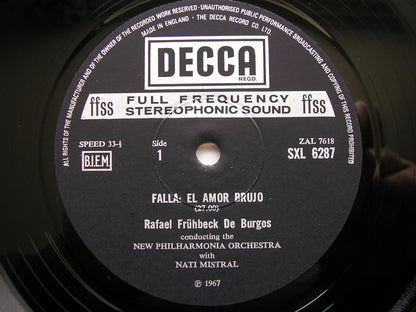 ALL RIGHTS OF THE MANUFACTURER AND OF THE OWNER OF THE RECORDED WORK RESERVED · UNAUTHORISED PUBLIC PERFORMANCE BROADCASTING AND COPYING OF THIS RECORD PROHIBITED
MADE IN ENGLAND · THE DECCA RECORD CO LTD.
DECCA
REGD.
ffss FULL FREQUENCY ffss
STEREOPHONIC SOUND
SPEED 33⅓ Side ZAL 7618
B.I.E.M 1 SXL 6287
FALLA: EL AMOR BRUJO
(27.00)
Rafael Frühbeck De Burgos
conducting the
NEW PHILHARMONIA ORCHESTRA
with
NATI MISTRAL
℗ 1967